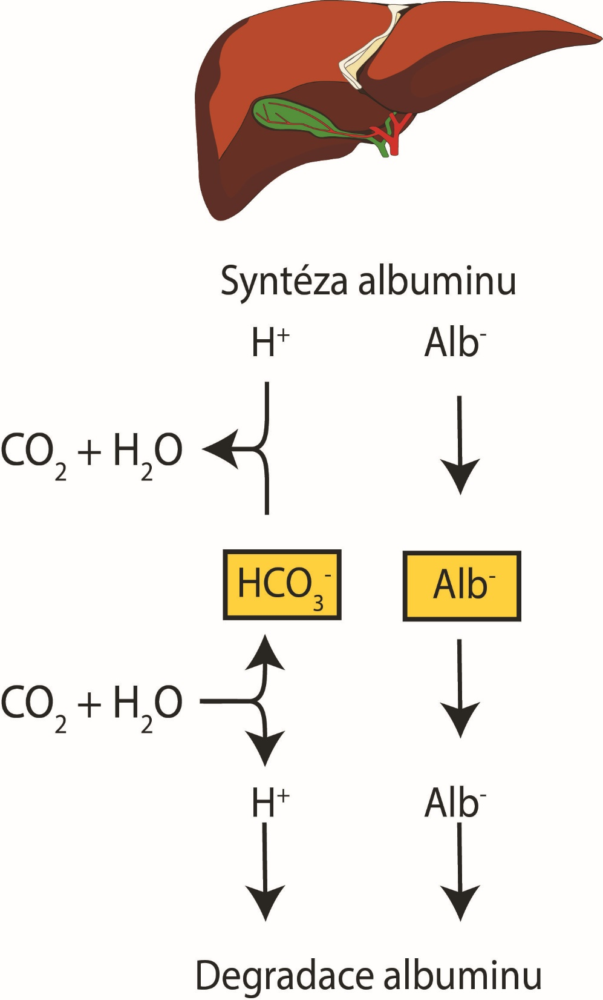 Syntéza albuminu
H⁺ Alb⁻
CO₂ + H₂O
HCO₃⁻ Alb⁻
CO₂ + H₂O
H⁺ Alb⁻
Degradace albuminu